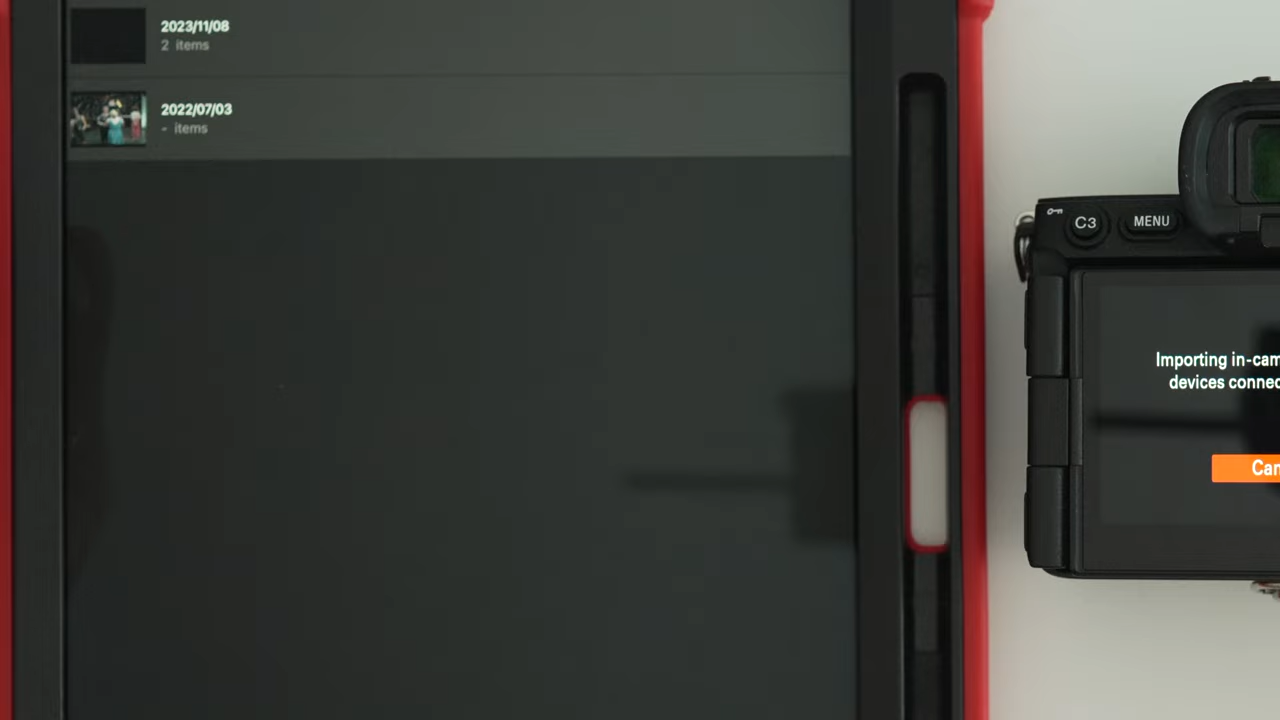 2023/11/08
2 items
2022/07/03
- items
C3
MENU
Importing in-cam
devices connec
Can